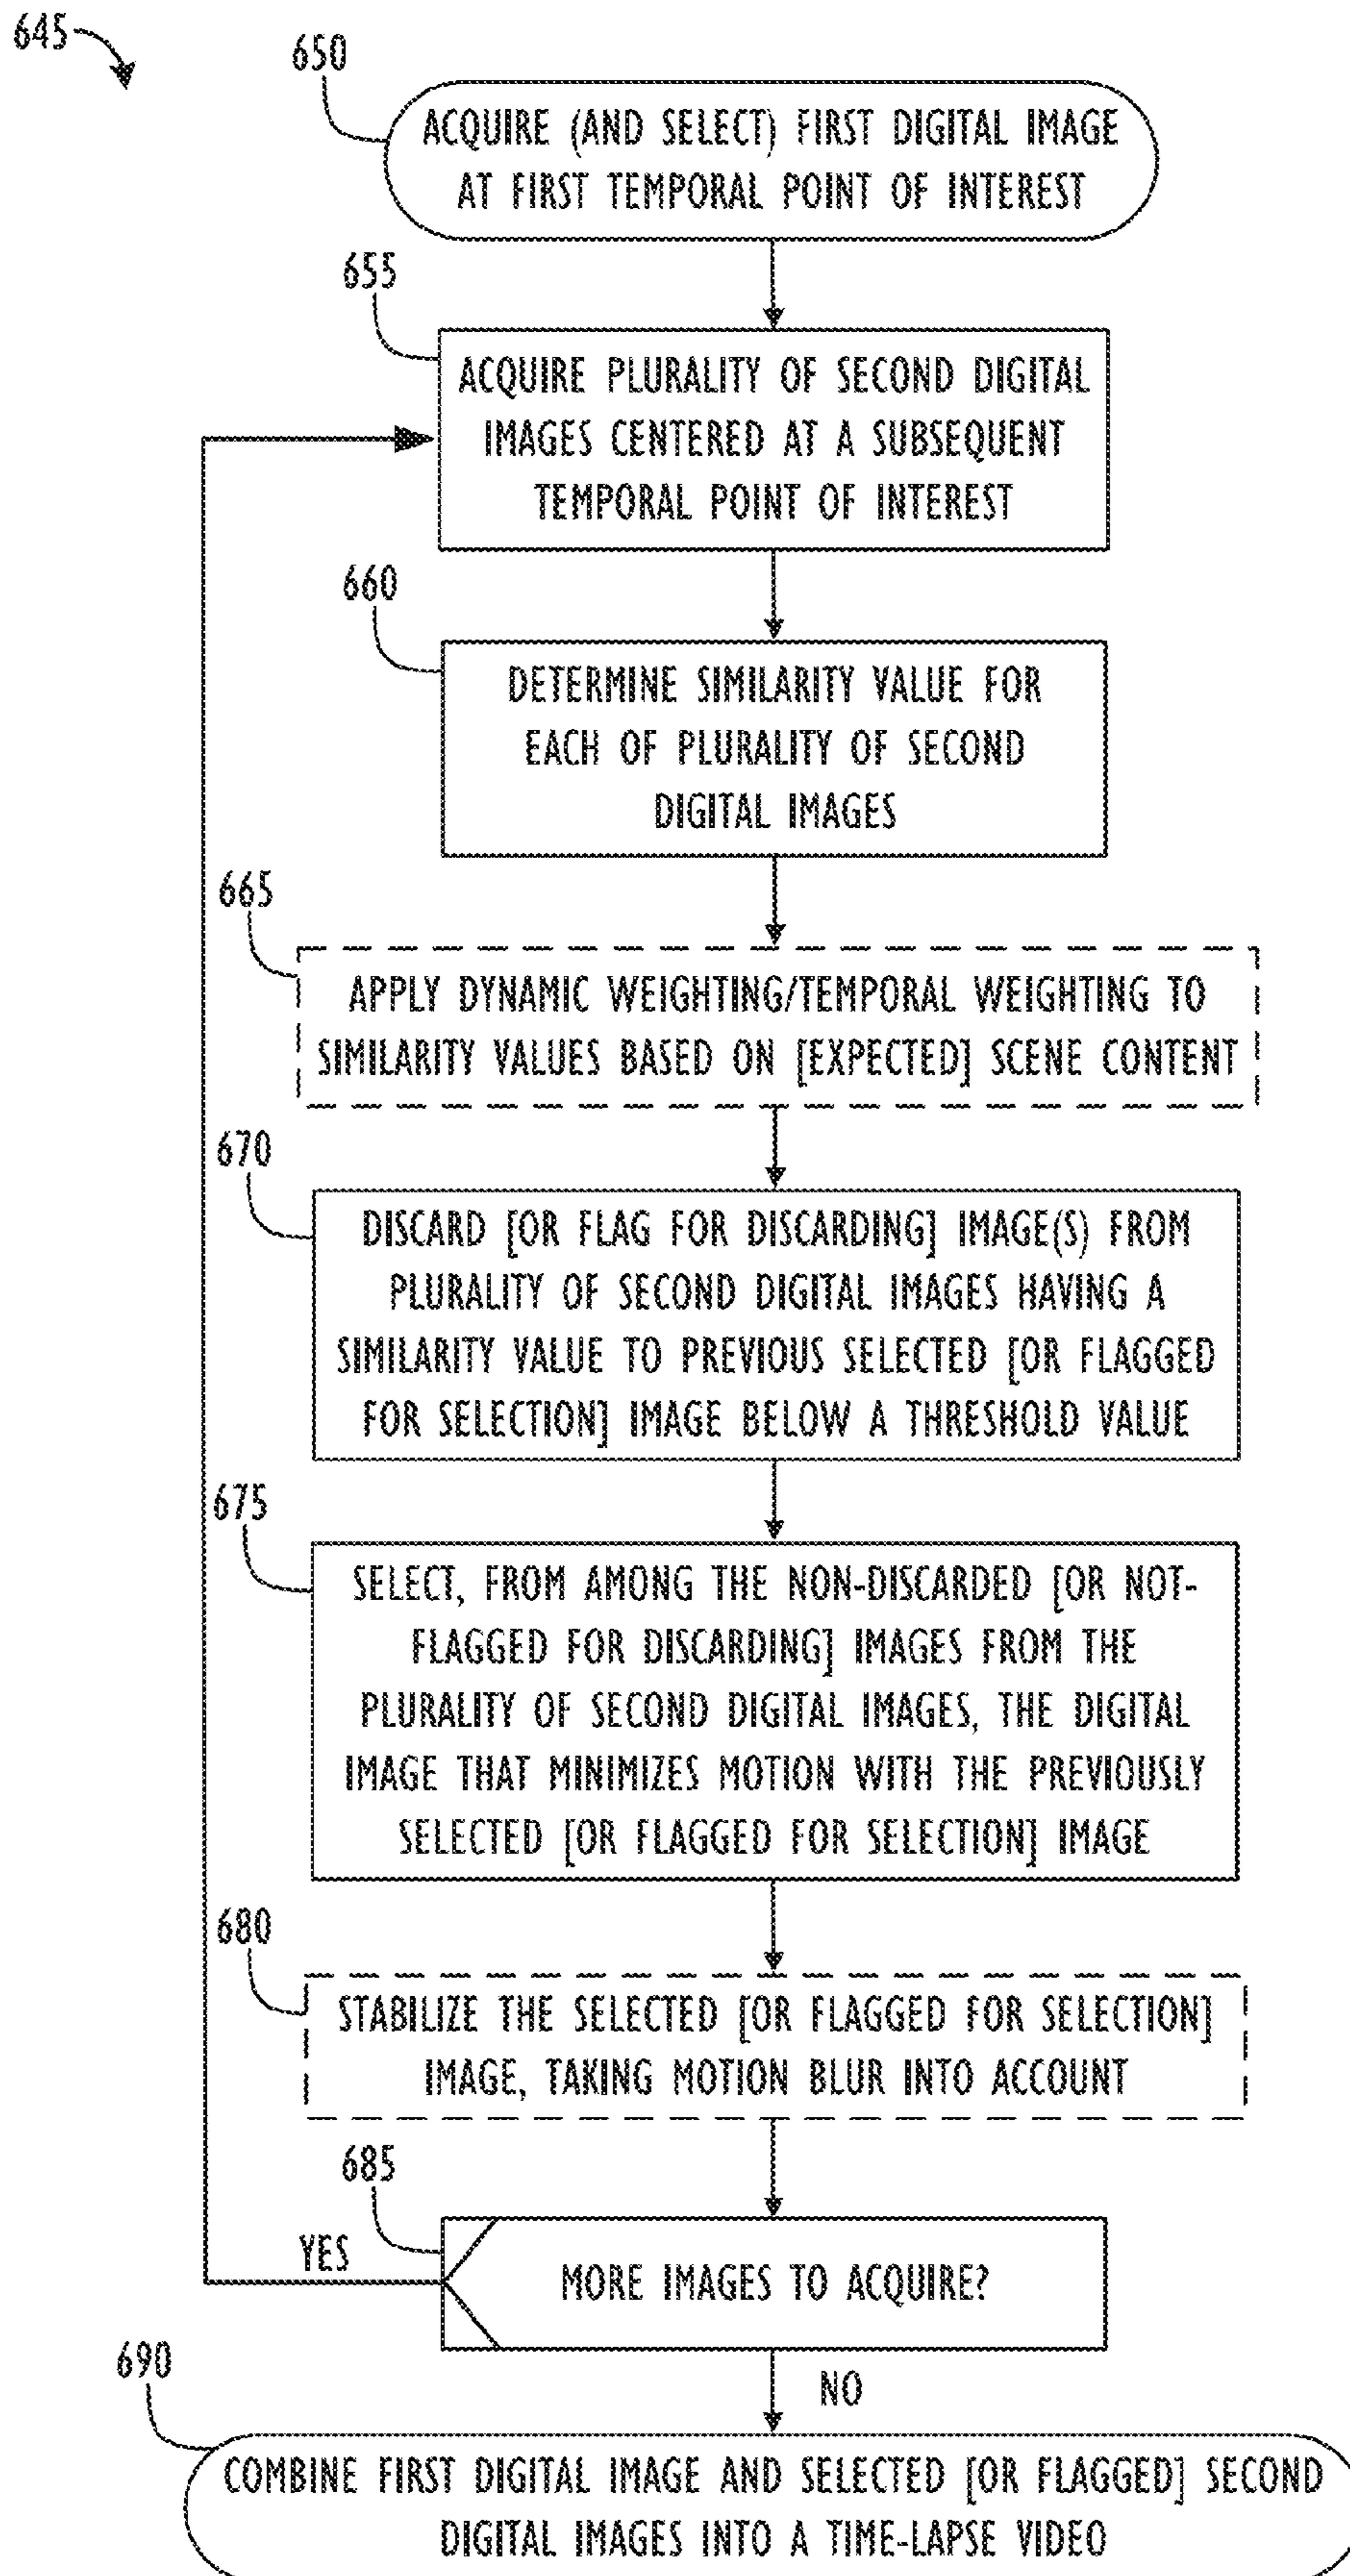 645
650
ACQUIRE (AND SELECT) FIRST DIGITAL IMAGE
AT FIRST TEMPORAL POINT OF INTEREST
655
ACQUIRE PLURALITY OF SECOND DIGITAL
IMAGES CENTERED AT A SUBSEQUENT
TEMPORAL POINT OF INTEREST
660
DETERMINE SIMILARITY VALUE FOR
EACH OF PLURALITY OF SECOND
DIGITAL IMAGES
665
APPLY DYNAMIC WEIGHTING/TEMPORAL WEIGHTING TO
SIMILARITY VALUES BASED ON [EXPECTED] SCENE CONTENT
670
DISCARD [OR FLAG FOR DISCARDING] IMAGE(S) FROM
PLURALITY OF SECOND DIGITAL IMAGES HAVING A
SIMILARITY VALUE TO PREVIOUS SELECTED [OR FLAGGED
FOR SELECTION] IMAGE BELOW A THRESHOLD VALUE
675
SELECT, FROM AMONG THE NON-DISCARDED [OR NOT-
FLAGGED FOR DISCARDING] IMAGES FROM THE
PLURALITY OF SECOND DIGITAL IMAGES, THE DIGITAL
IMAGE THAT MINIMIZES MOTION WITH THE PREVIOUSLY
SELECTED [OR FLAGGED FOR SELECTION] IMAGE
680
STABILIZE THE SELECTED [OR FLAGGED FOR SELECTION]
IMAGE, TAKING MOTION BLUR INTO ACCOUNT
685
YES
MORE IMAGES TO ACQUIRE?
NO
690
COMBINE FIRST DIGITAL IMAGE AND SELECTED [OR FLAGGED] SECOND
DIGITAL IMAGES INTO A TIME-LAPSE VIDEO